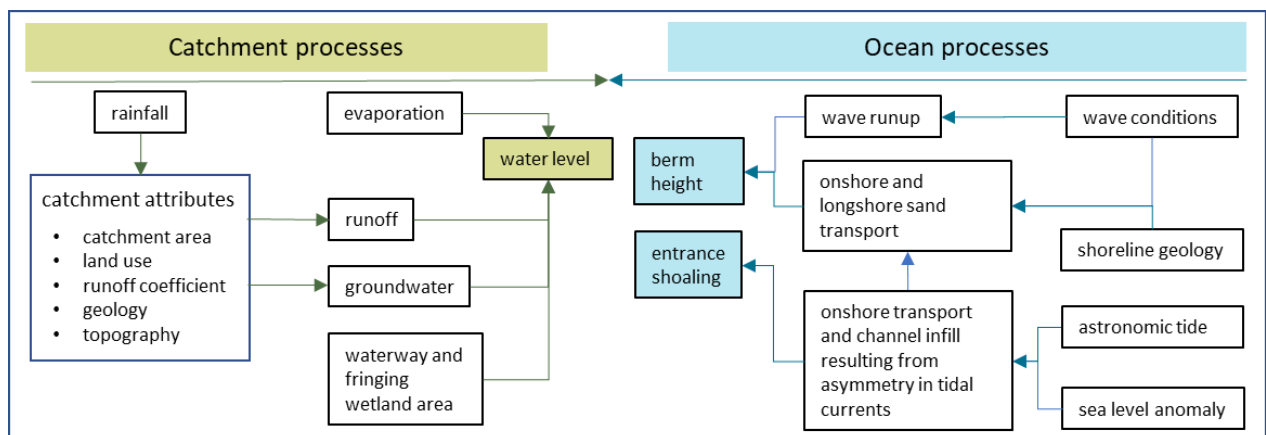 Catchment processes
Ocean processes
rainfall
evaporation
water level
catchment attributes
• catchment area
• land use
• runoff coefficient
• geology
• topography
runoff
groundwater
waterway and
fringing
wetland area
berm
height
entrance
shoaling
wave runup
wave conditions
onshore and
longshore sand
transport
shoreline geology
onshore transport
and channel infill
resulting from
asymmetry in tidal
currents
astronomic tide
sea level anomaly